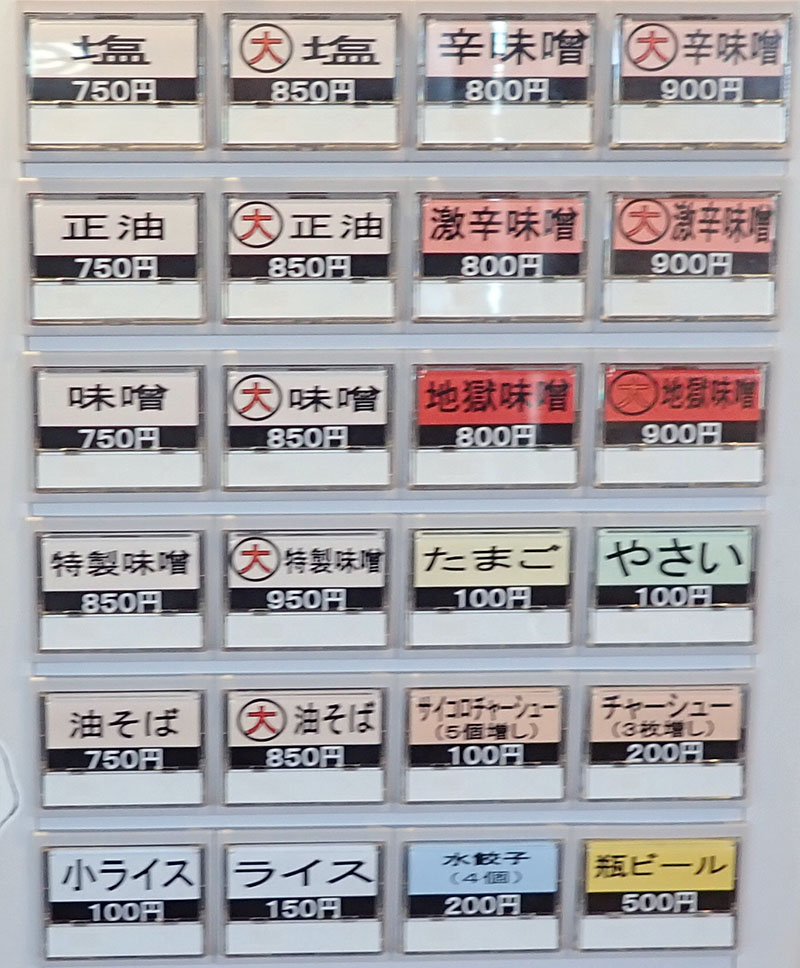 塩
750円
大 塩
850円
辛味噌
800円
大 辛味噌
900円
正油
750円
大 正油
850円
激辛味噌
800円
大 激辛味噌
900円
味噌
750円
大 味噌
850円
地獄味噌
800円
大 地獄味噌
900円
特製味噌
850円
大 特製味噌
950円
たまご
100円
やさい
100円
油そば
750円
大 油そば
850円
サイコロチャーシュー
(5個増し)
100円
チャーシュー
(3枚増し)
200円
小ライス
100円
ライス
150円
水餃子
(4個)
200円
瓶ビール
500円